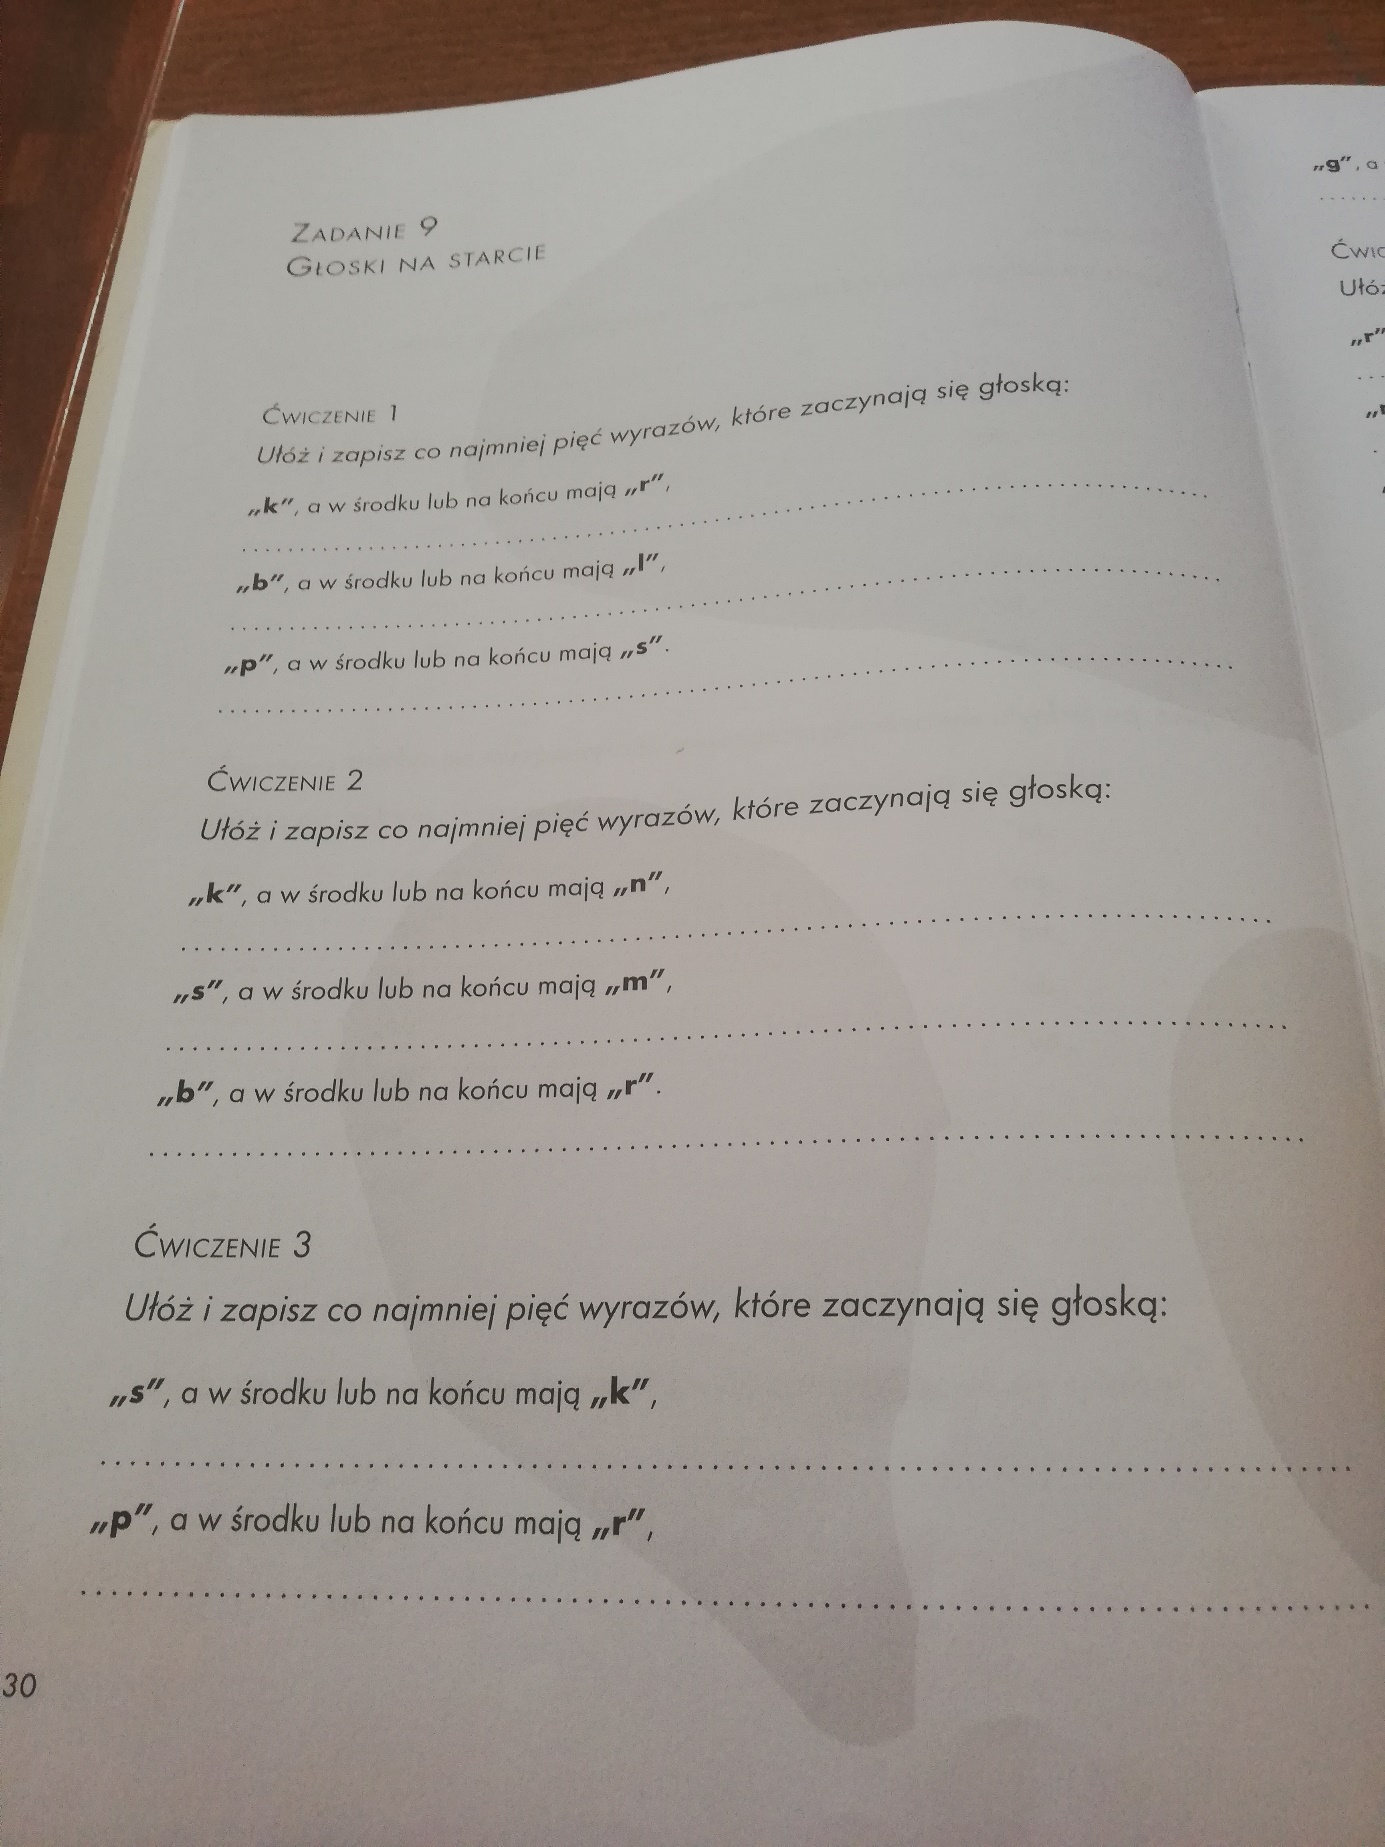 ZADANIE 9
GŁOSKI NA STARCIE
ĆWICZENIE 1
Ułóż i zapisz co najmniej pięć wyrazów, które zaczynają się głoską:
„k”, a w środku lub na końcu mają „r”,
„b”, a w środku lub na końcu mają „l”,
„p”, a w środku lub na końcu mają „s”.
ĆWICZENIE 2
Ułóż i zapisz co najmniej pięć wyrazów, które zaczynają się głoską:
„k”, a w środku lub na końcu mają „n”,
„s”, a w środku lub na końcu mają „m”,
„b”, a w środku lub na końcu mają „r”.
ĆWICZENIE 3
Ułóż i zapisz co najmniej pięć wyrazów, które zaczynają się głoską:
„s”, a w środku lub na końcu mają „k”,
„p”, a w środku lub na końcu mają „r”,
30
„g”, a
„r”